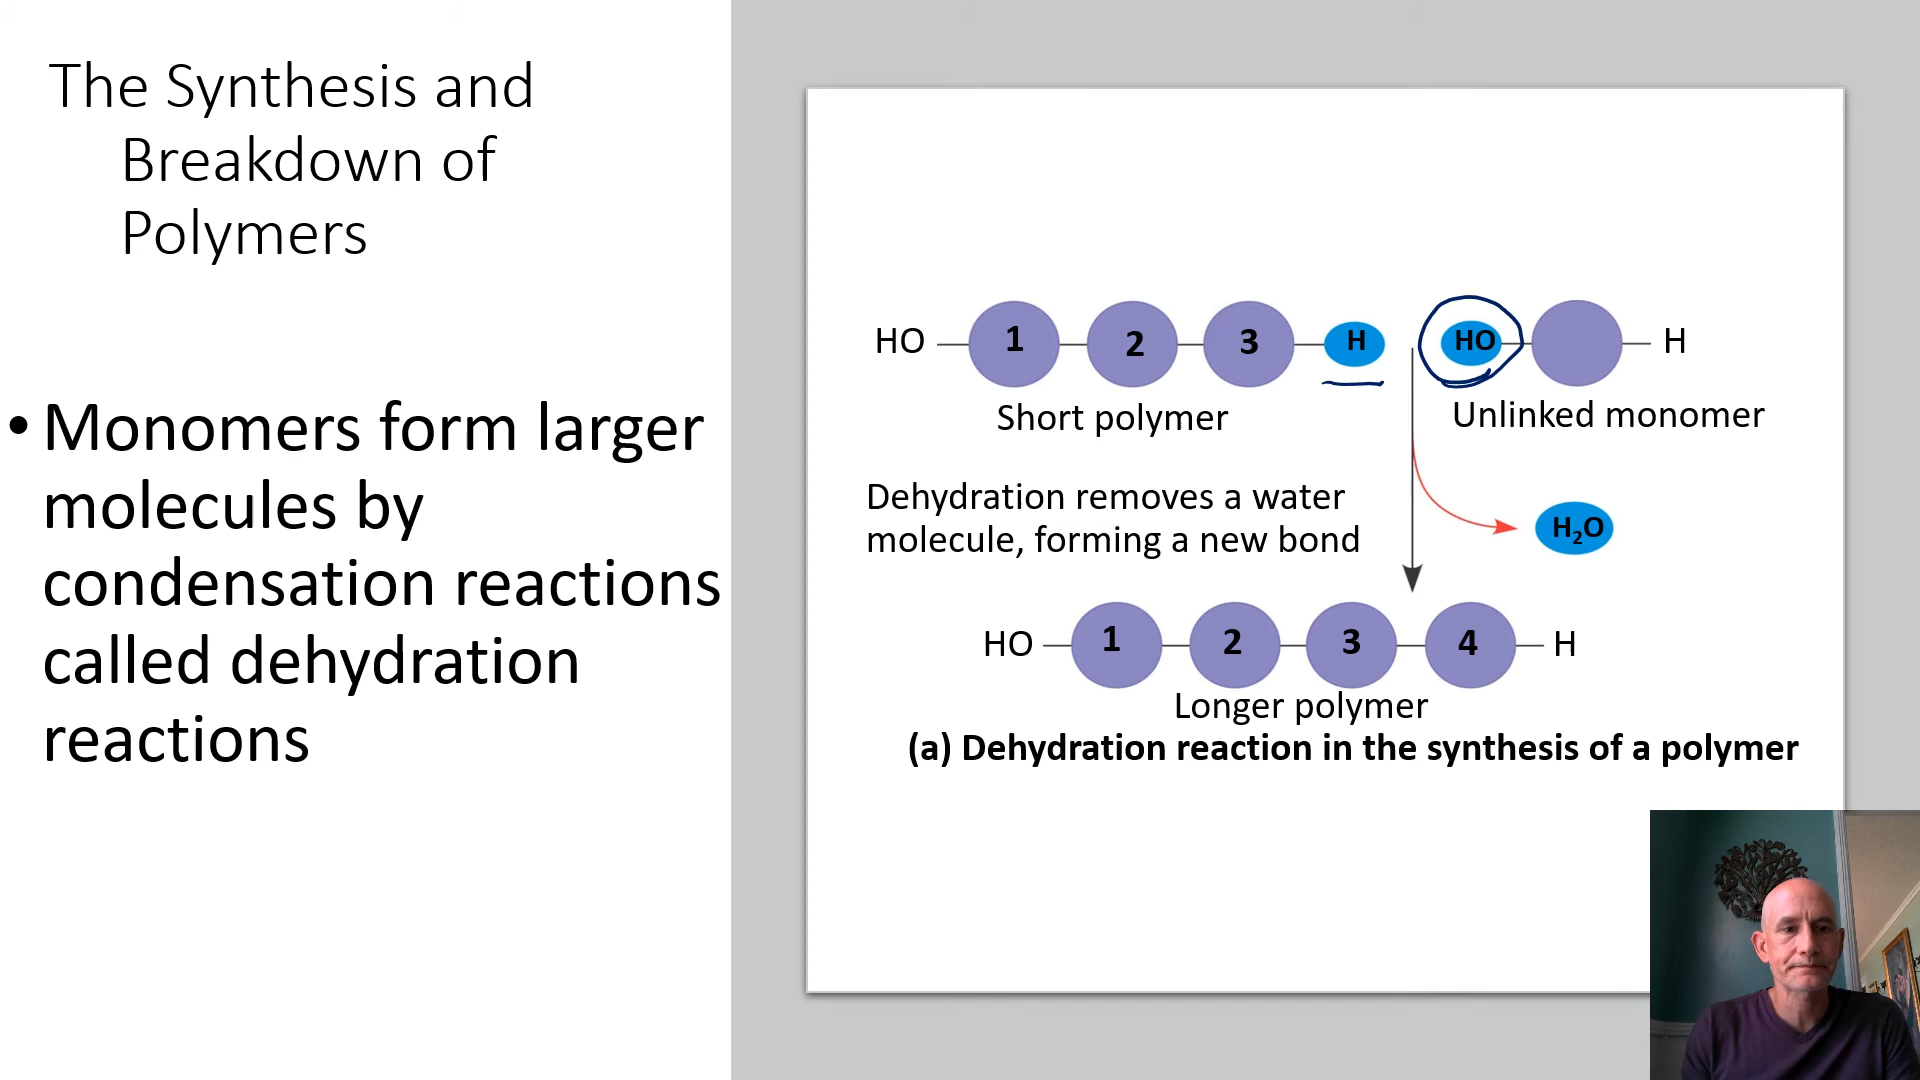 The Synthesis and
Breakdown of
Polymers
• Monomers form larger
molecules by
condensation reactions
called dehydration
reactions
HO 1 2 3 H HO H
Short polymer Unlinked monomer
Dehydration removes a water
molecule, forming a new bond
H₂O
HO 1 2 3 4 H
Longer polymer
(a) Dehydration reaction in the synthesis of a polymer